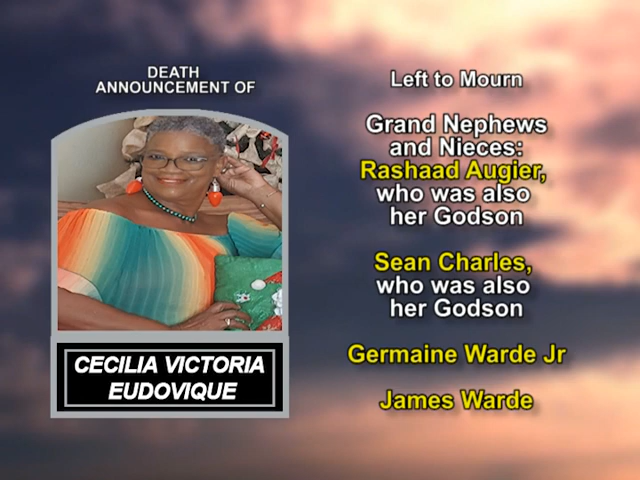 DEATH
ANNOUNCEMENT OF
CECILIA VICTORIA
EUDOVIQUE
Left to Mourn
Grand Nephews
and Nieces:
Rashaad Augier,
who was also
her Godson
Sean Charles,
who was also
her Godson
Germaine Warde Jr
James Warde